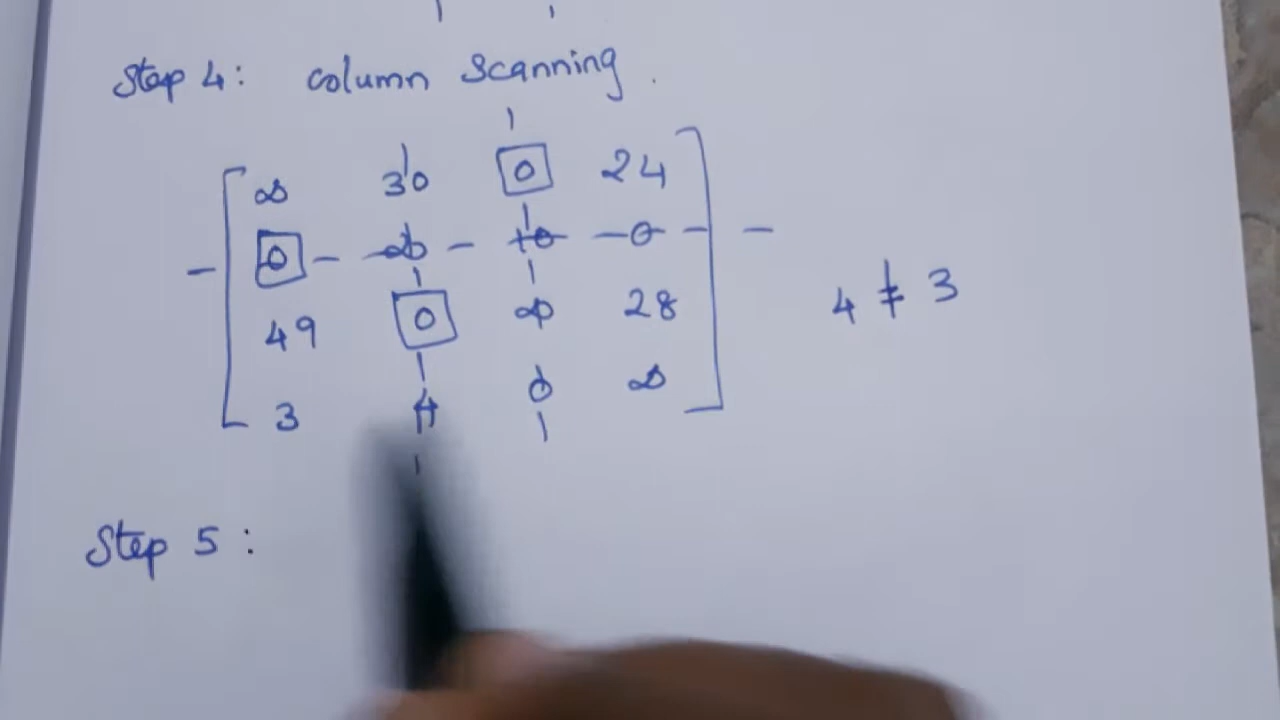 Step 4: column Scanning.
∞ 30 0 24
0 ∞ 10 0
49 0 ∞ 28
3 4 0 ∞
4 ≠ 3
Step 5: